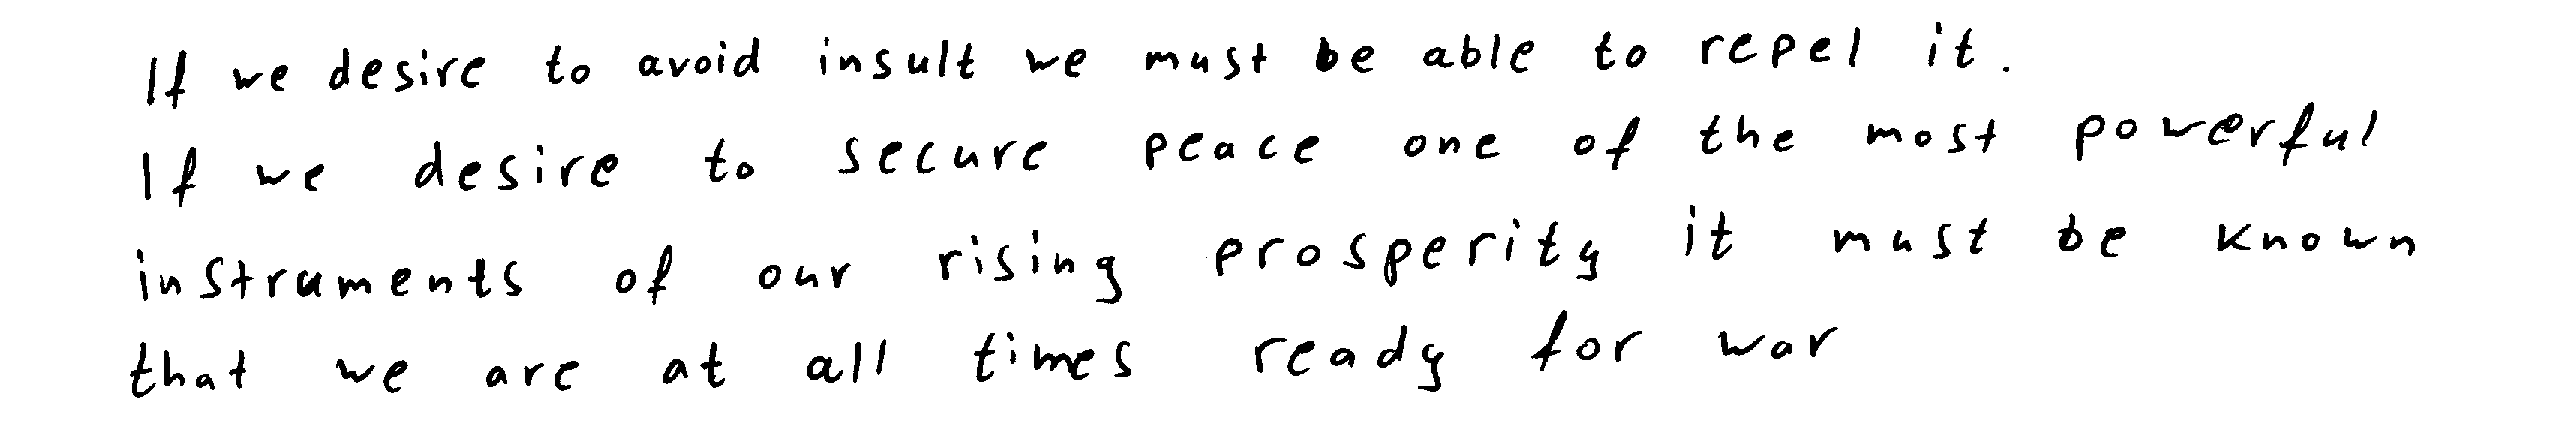 If we desire to avoid insult we must be able to repel it.
If we desire to secure peace one of the most powerful
instruments of our rising prosperity it must be known
that we are at all times ready for war